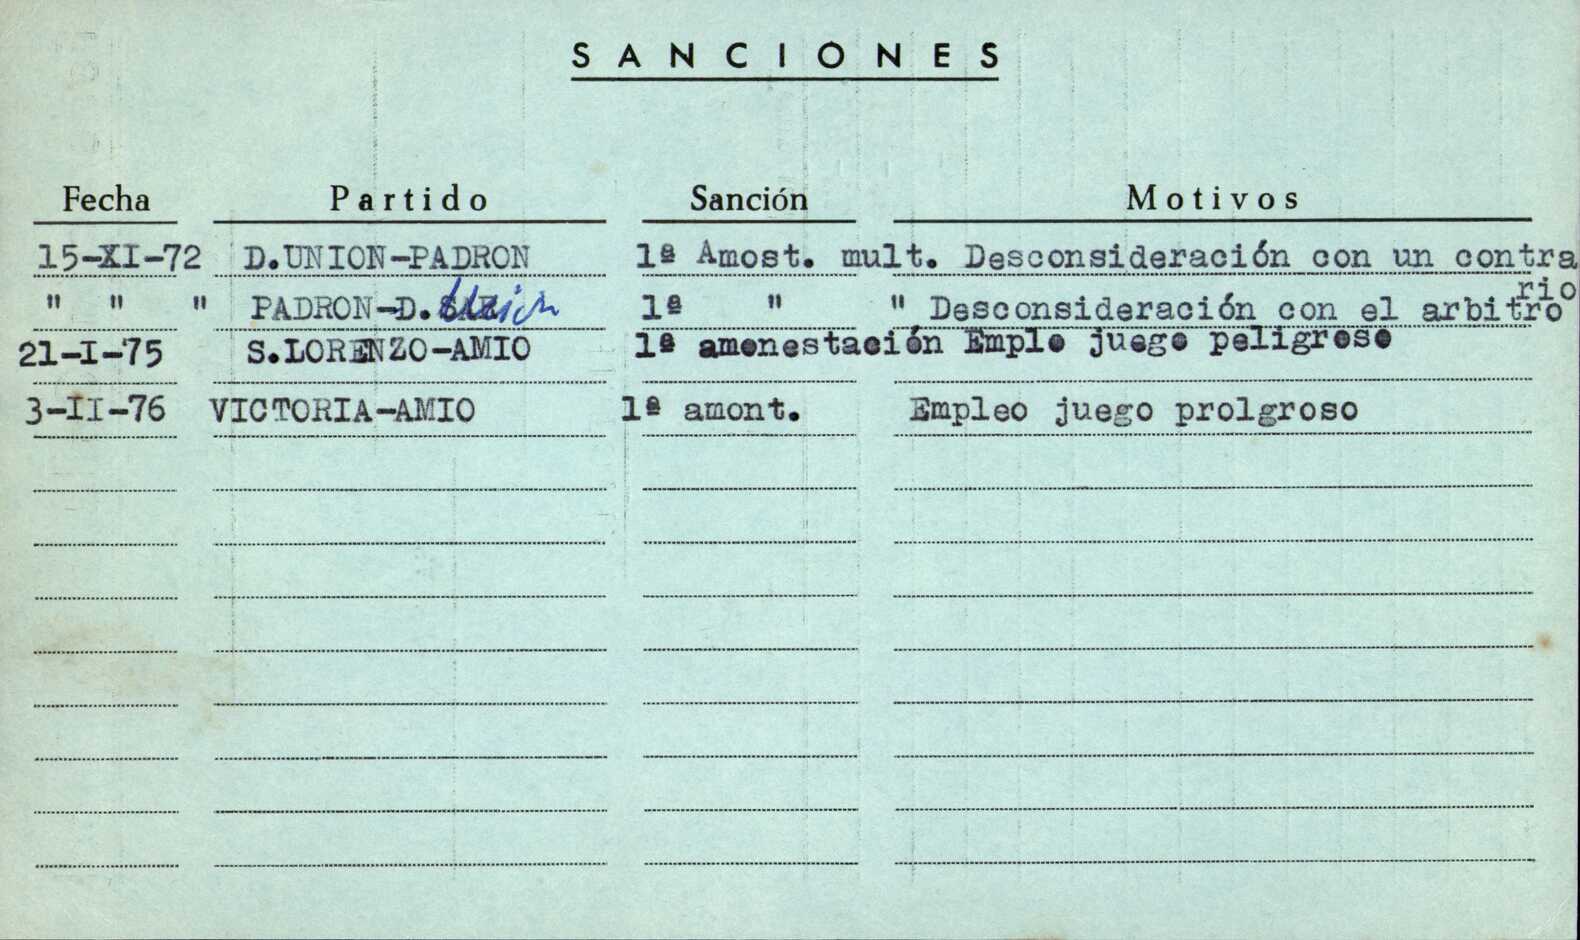 SANCIONES
Fecha Partido Sanción Motivos
15-XI-72 D.UNION-PADRON 1ª Amost. mult. Desconsideración con un contra
rio
" " " PADRON-D. Union 1ª " " Desconsideración con el arbitro
21-I-75 S.LORENZO-AMIO 1ª amonestación Emplo juego peligroso
3-II-76 VICTORIA-AMIO 1ª amont. Empleo juego prolgroso